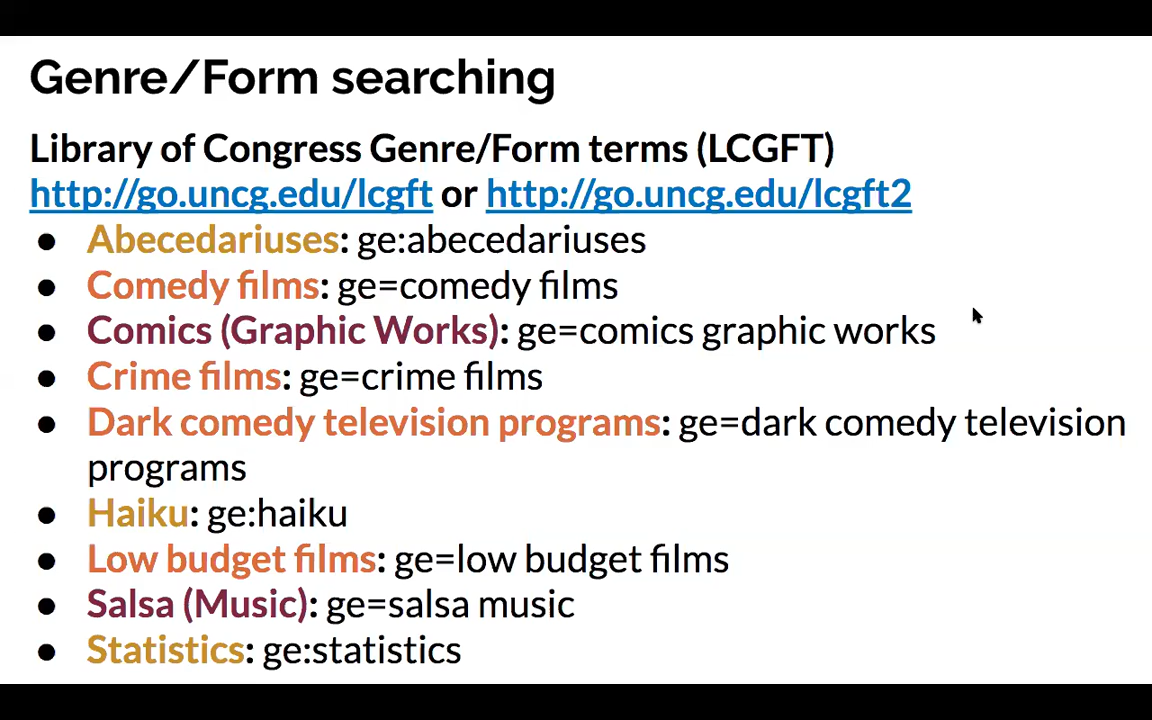 Genre/Form searching
Library of Congress Genre/Form terms (LCGFT)
http://go.uncg.edu/lcgft or http://go.uncg.edu/lcgft2
● Abecedariuses: ge:abecedariuses
● Comedy films: ge=comedy films
● Comics (Graphic Works): ge=comics graphic works
● Crime films: ge=crime films
● Dark comedy television programs: ge=dark comedy television
programs
● Haiku: ge:haiku
● Low budget films: ge=low budget films
● Salsa (Music): ge=salsa music
● Statistics: ge:statistics